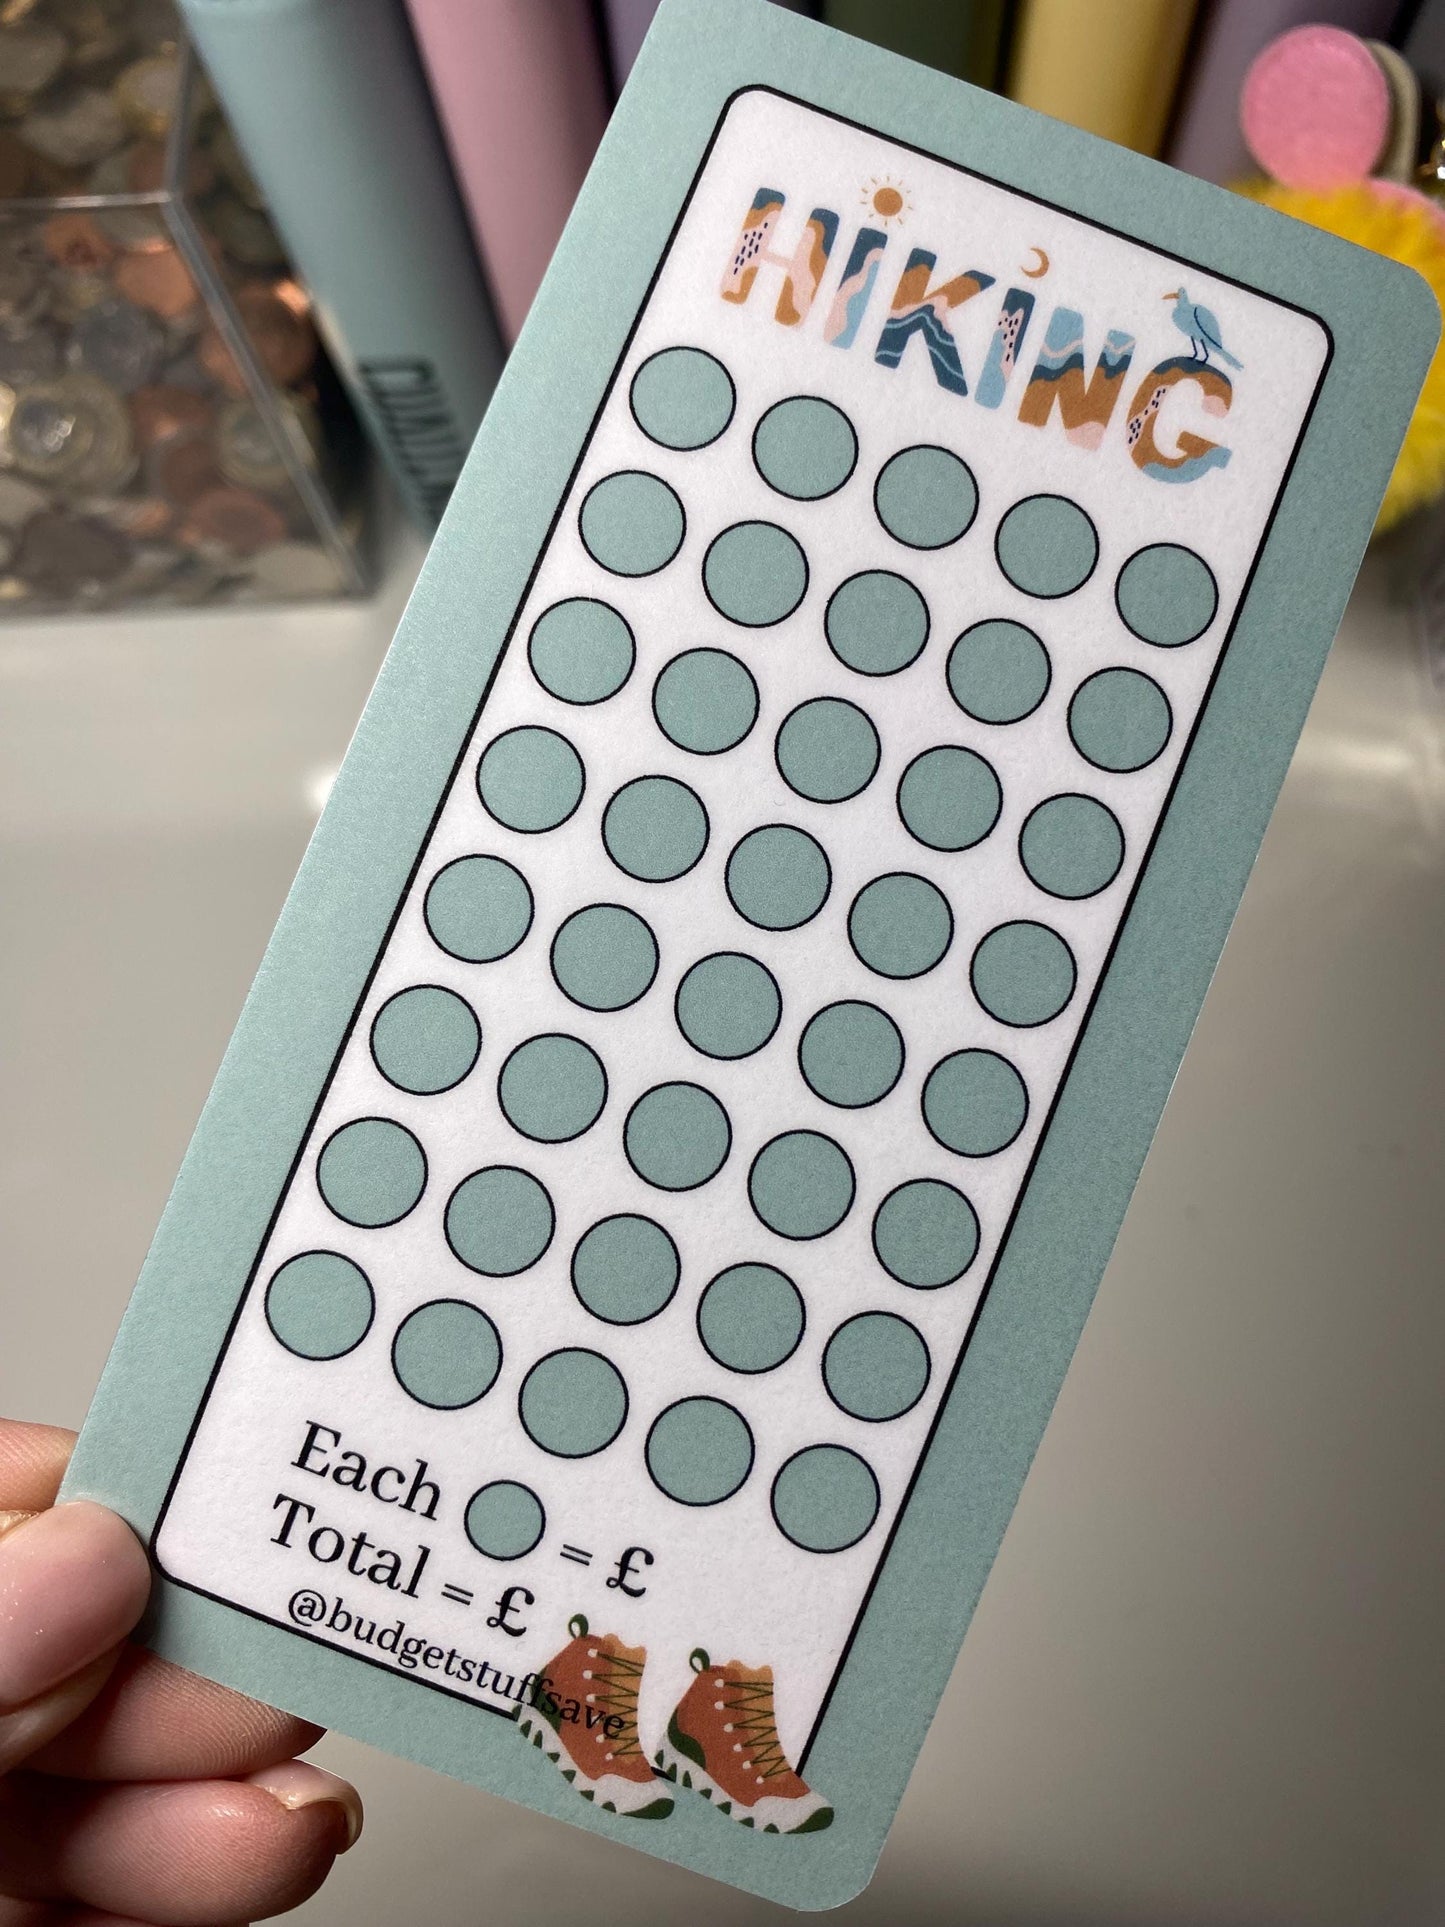 HIKING
Each = £
Total = £
@budgetstuffsave